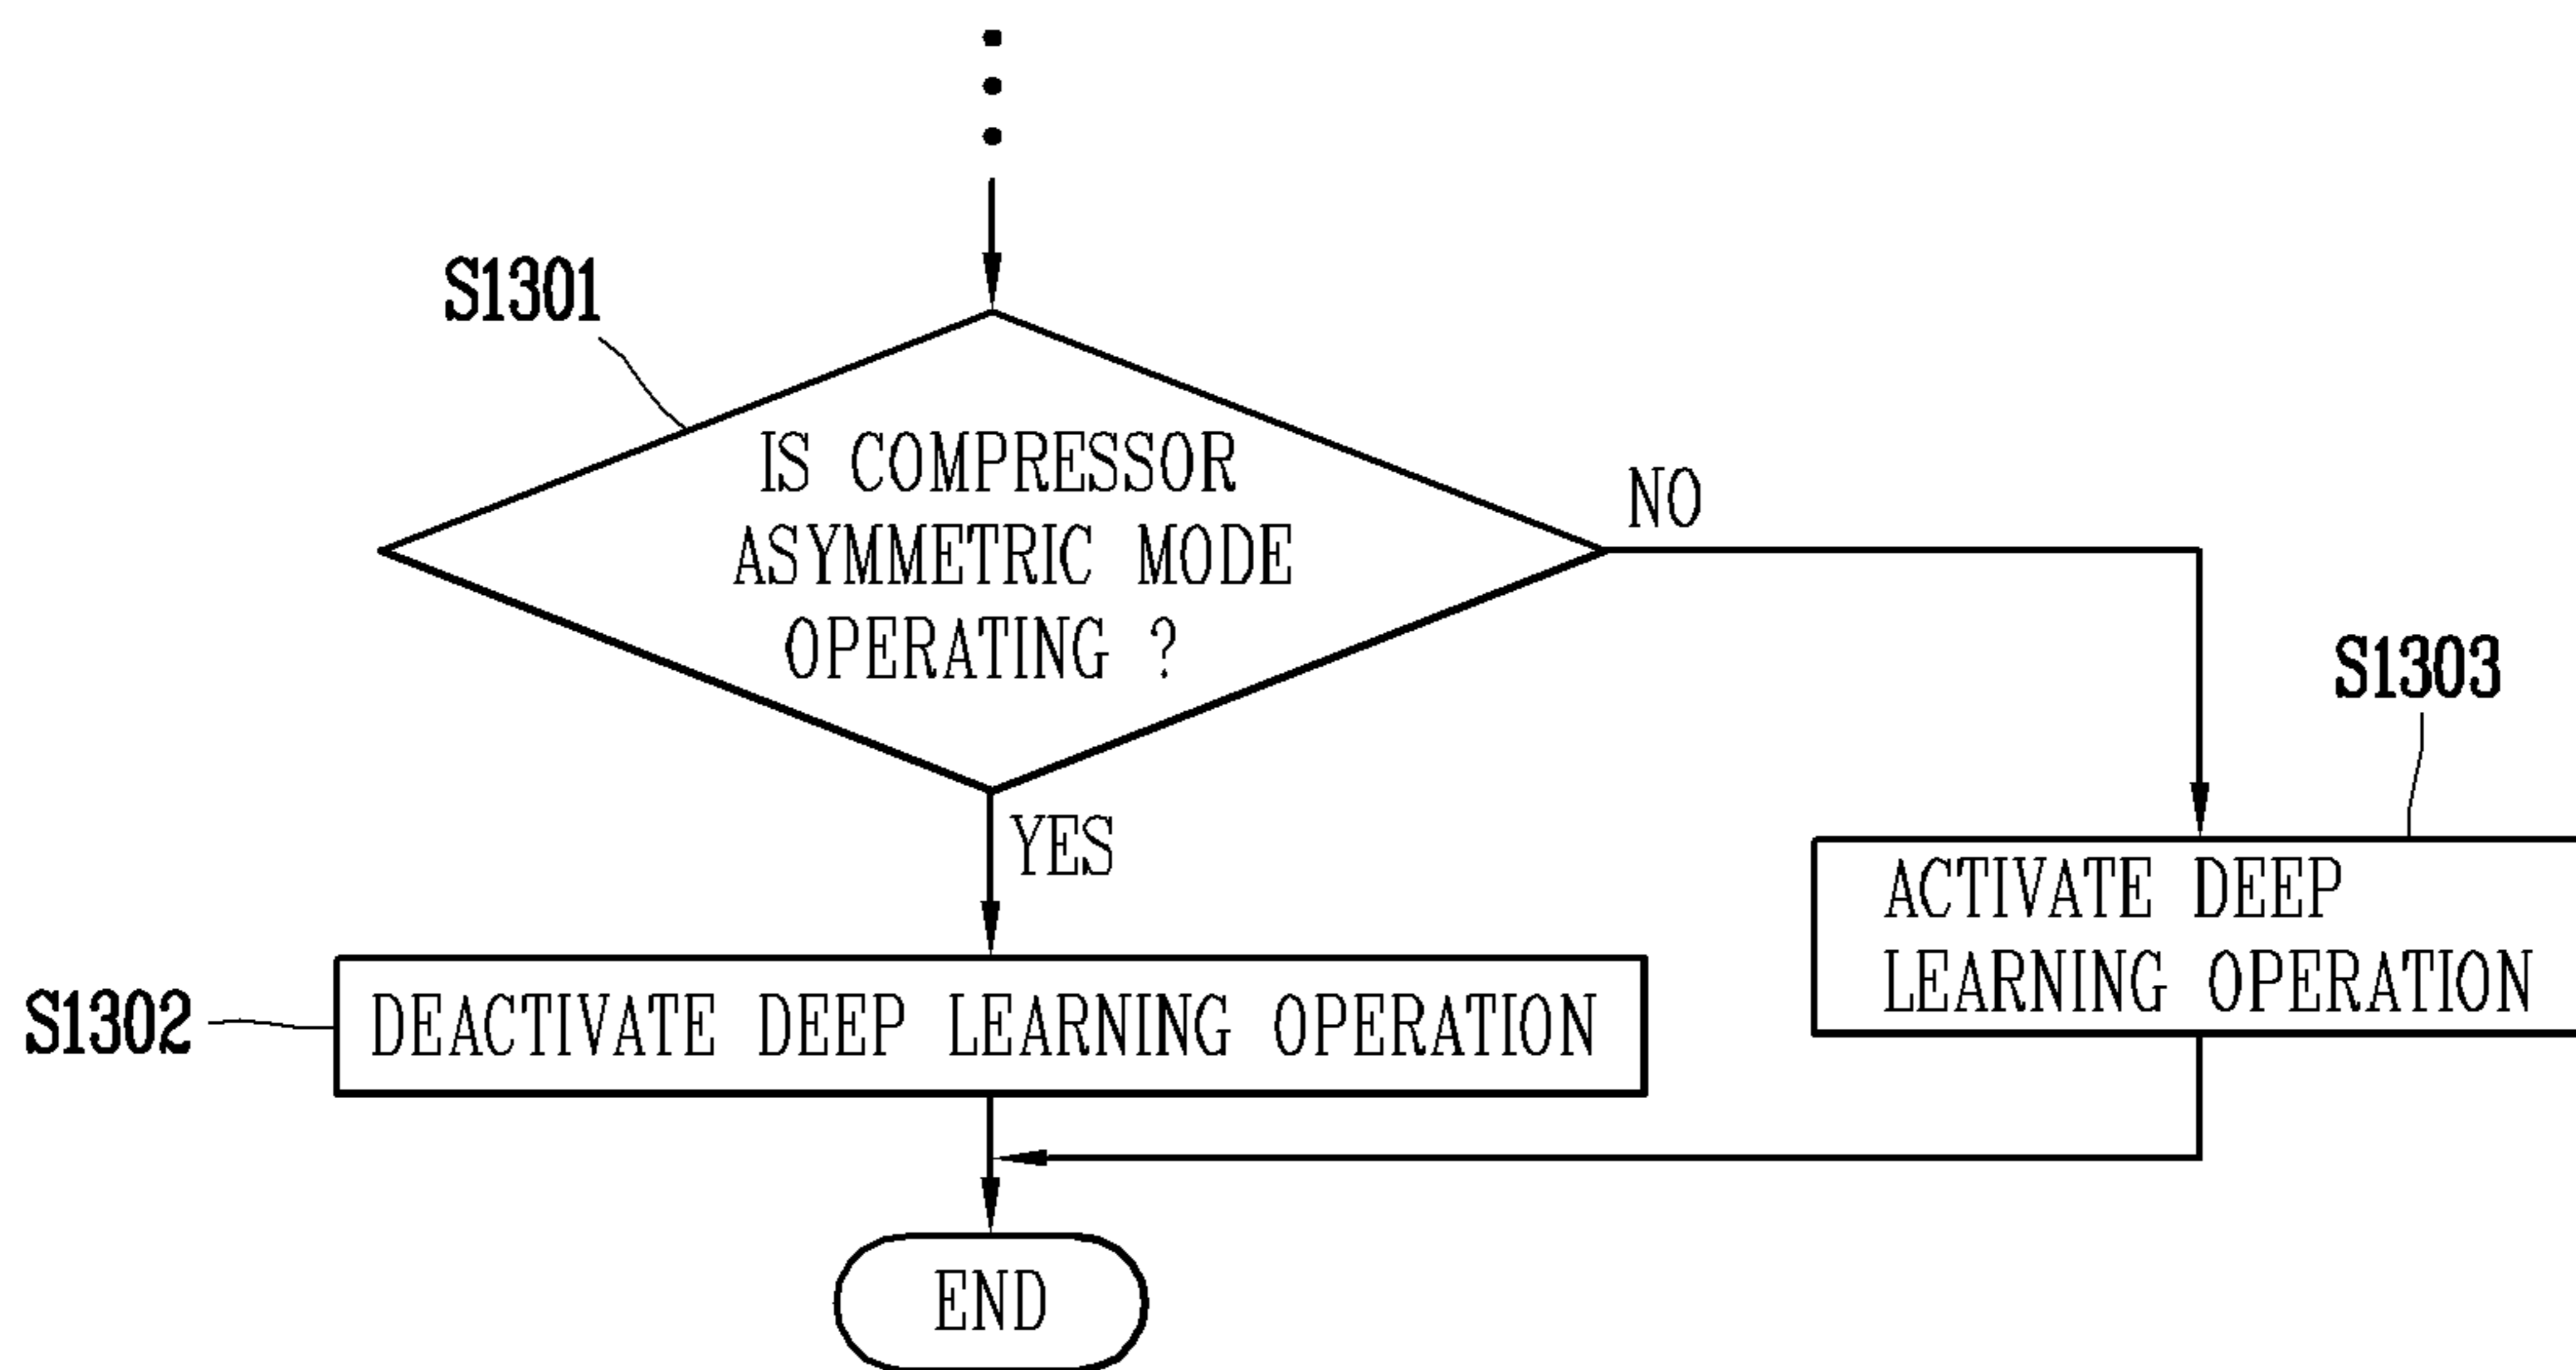 S1301
IS COMPRESSOR
ASYMMETRIC MODE
OPERATING ?
NO
YES
S1303
ACTIVATE DEEP
LEARNING OPERATION
S1302
DEACTIVATE DEEP LEARNING OPERATION
END